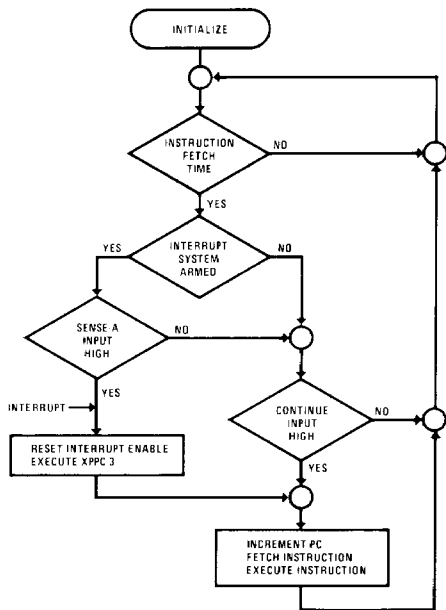 INITIALIZE
INSTRUCTION
FETCH
TIME
NO
YES
YES
INTERRUPT
SYSTEM
ARMED
NO
SENSE-A
INPUT
HIGH
NO
YES
INTERRUPT
CONTINUE
INPUT
HIGH
NO
RESET INTERRUPT ENABLE
EXECUTE XPPC 3
YES
INCREMENT PC
FETCH INSTRUCTION
EXECUTE INSTRUCTION